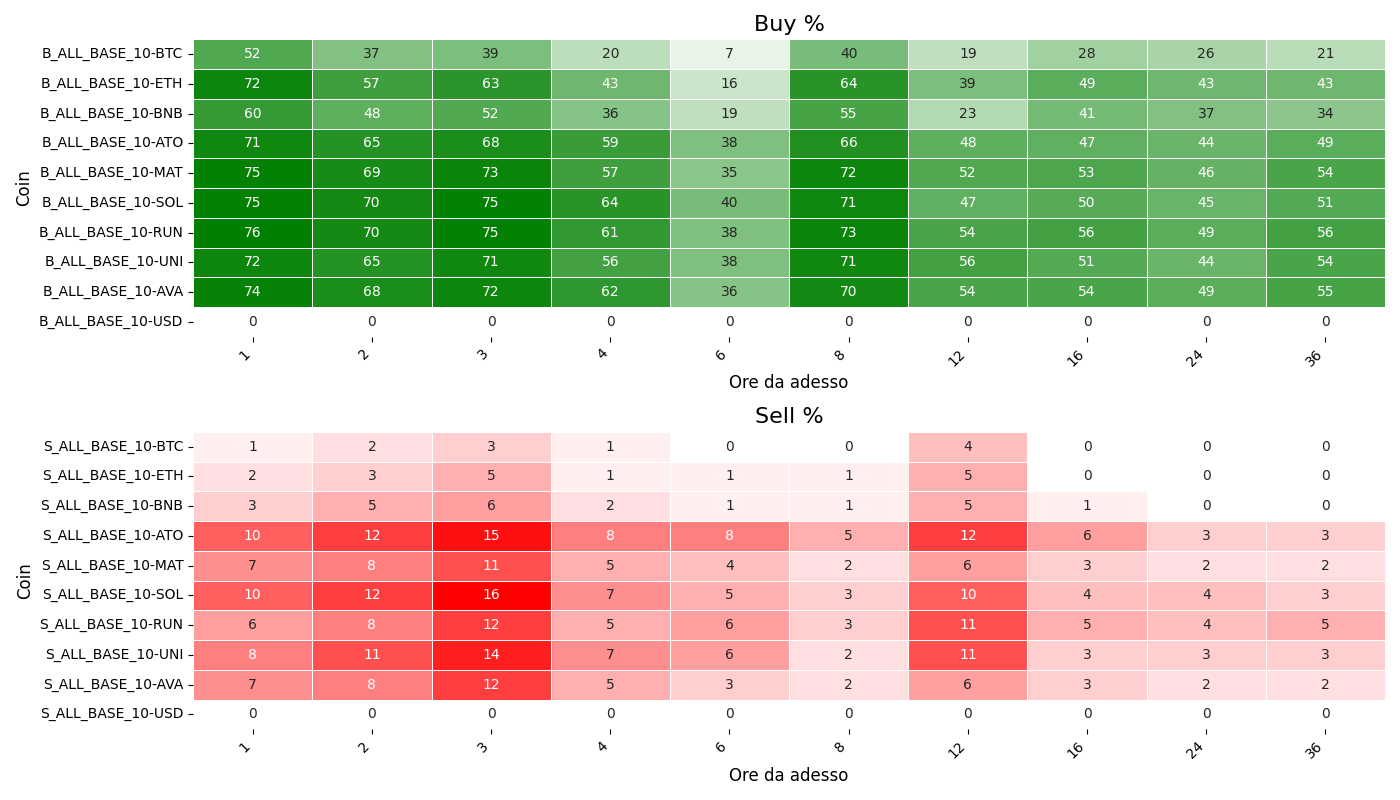 Buy %
Coin
B_ALL_BASE_10-BTC 52 37 39 20 7 40 19 28 26 21
B_ALL_BASE_10-ETH 72 57 63 43 16 64 39 49 43 43
B_ALL_BASE_10-BNB 60 48 52 36 19 55 23 41 37 34
B_ALL_BASE_10-ATO 71 65 68 59 38 66 48 47 44 49
B_ALL_BASE_10-MAT 75 69 73 57 35 72 52 53 46 54
B_ALL_BASE_10-SOL 75 70 75 64 40 71 47 50 45 51
B_ALL_BASE_10-RUN 76 70 75 61 38 73 54 56 49 56
B_ALL_BASE_10-UNI 72 65 71 56 38 71 56 51 44 54
B_ALL_BASE_10-AVA 74 68 72 62 36 70 54 54 49 55
B_ALL_BASE_10-USD 0 0 0 0 0 0 0 0 0 0
1 2 3 4 6 8 12 16 24 36
Ore da adesso
Sell %
Coin
S_ALL_BASE_10-BTC 1 2 3 1 0 0 4 0 0 0
S_ALL_BASE_10-ETH 2 3 5 1 1 1 5 0 0 0
S_ALL_BASE_10-BNB 3 5 6 2 1 1 5 1 0 0
S_ALL_BASE_10-ATO 10 12 15 8 8 5 12 6 3 3
S_ALL_BASE_10-MAT 7 8 11 5 4 2 6 3 2 2
S_ALL_BASE_10-SOL 10 12 16 7 5 3 10 4 4 3
S_ALL_BASE_10-RUN 6 8 12 5 6 3 11 5 4 5
S_ALL_BASE_10-UNI 8 11 14 7 6 2 11 3 3 3
S_ALL_BASE_10-AVA 7 8 12 5 3 2 6 3 2 2
S_ALL_BASE_10-USD 0 0 0 0 0 0 0 0 0 0
1 2 3 4 6 8 12 16 24 36
Ore da adesso